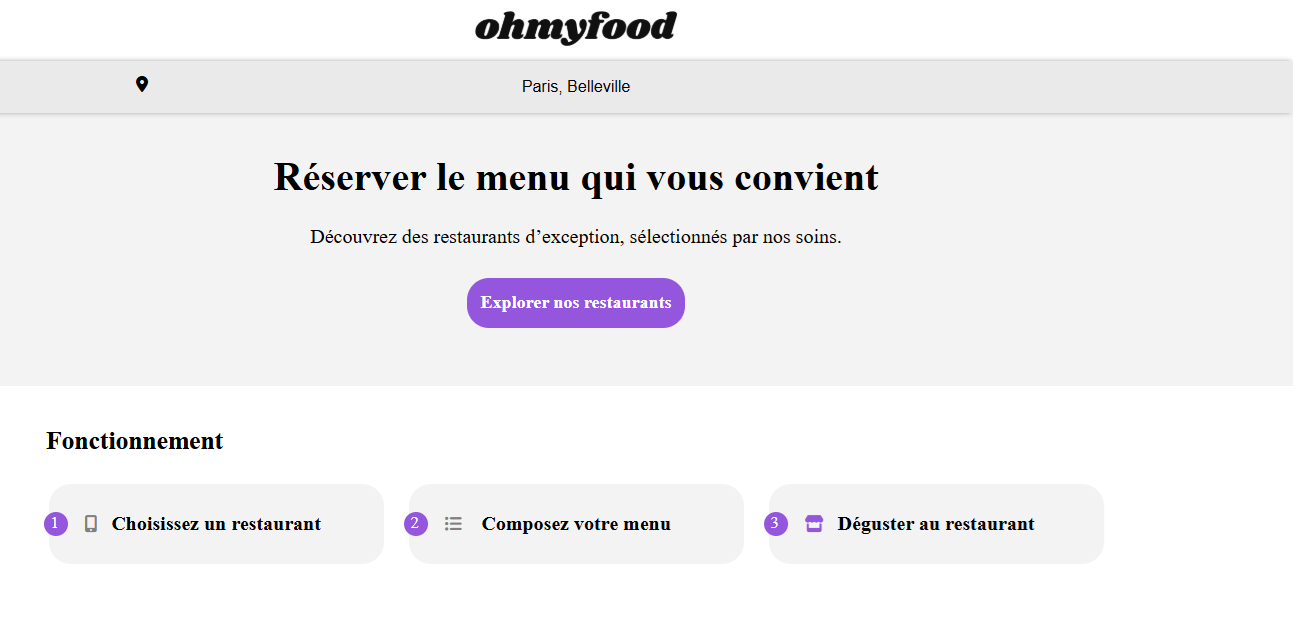 ohmyfood
Paris, Belleville
Réserver le menu qui vous convient
Découvrez des restaurants d’exception, sélectionnés par nos soins.
Explorer nos restaurants
Fonctionnement
1 Choisissez un restaurant
2 Composez votre menu
3 Déguster au restaurant